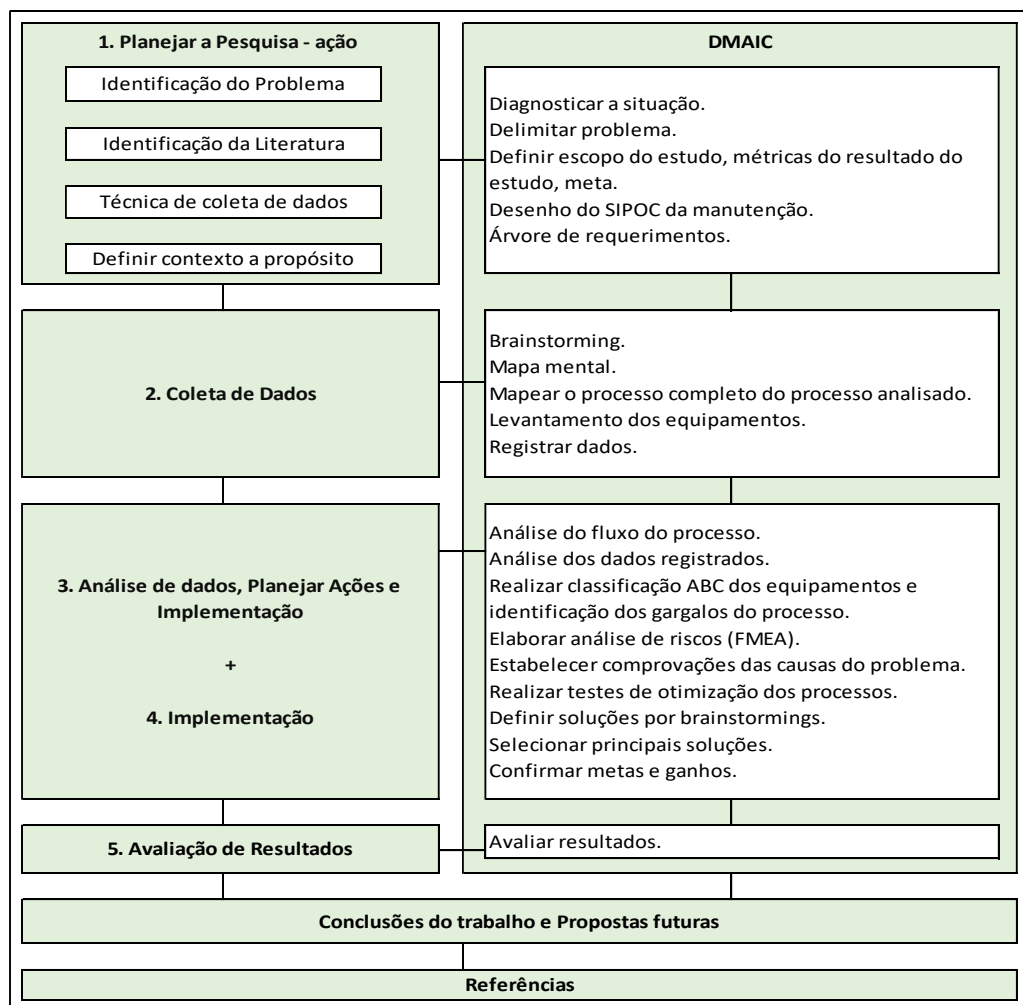 1. Planejar a Pesquisa - ação
Identificação do Problema
Identificação da Literatura
Técnica de coleta de dados
Definir contexto a propósito
DMAIC
Diagnosticar a situação.
Delimitar problema.
Definir escopo do estudo, métricas do resultado do
estudo, meta.
Desenho do SIPOC da manutenção.
Árvore de requerimentos.
2. Coleta de Dados
Brainstorming.
Mapa mental.
Mapear o processo completo do processo analisado.
Levantamento dos equipamentos.
Registrar dados.
3. Análise de dados, Planejar Ações e
Implementação
+
4. Implementação
Análise do fluxo do processo.
Análise dos dados registrados.
Realizar classificação ABC dos equipamentos e
identificação dos gargalos do processo.
Elaborar análise de riscos (FMEA).
Estabelecer comprovações das causas do problema.
Realizar testes de otimização dos processos.
Definir soluções por brainstormings.
Selecionar principais soluções.
Confirmar metas e ganhos.
5. Avaliação de Resultados
Avaliar resultados.
Conclusões do trabalho e Propostas futuras
Referências